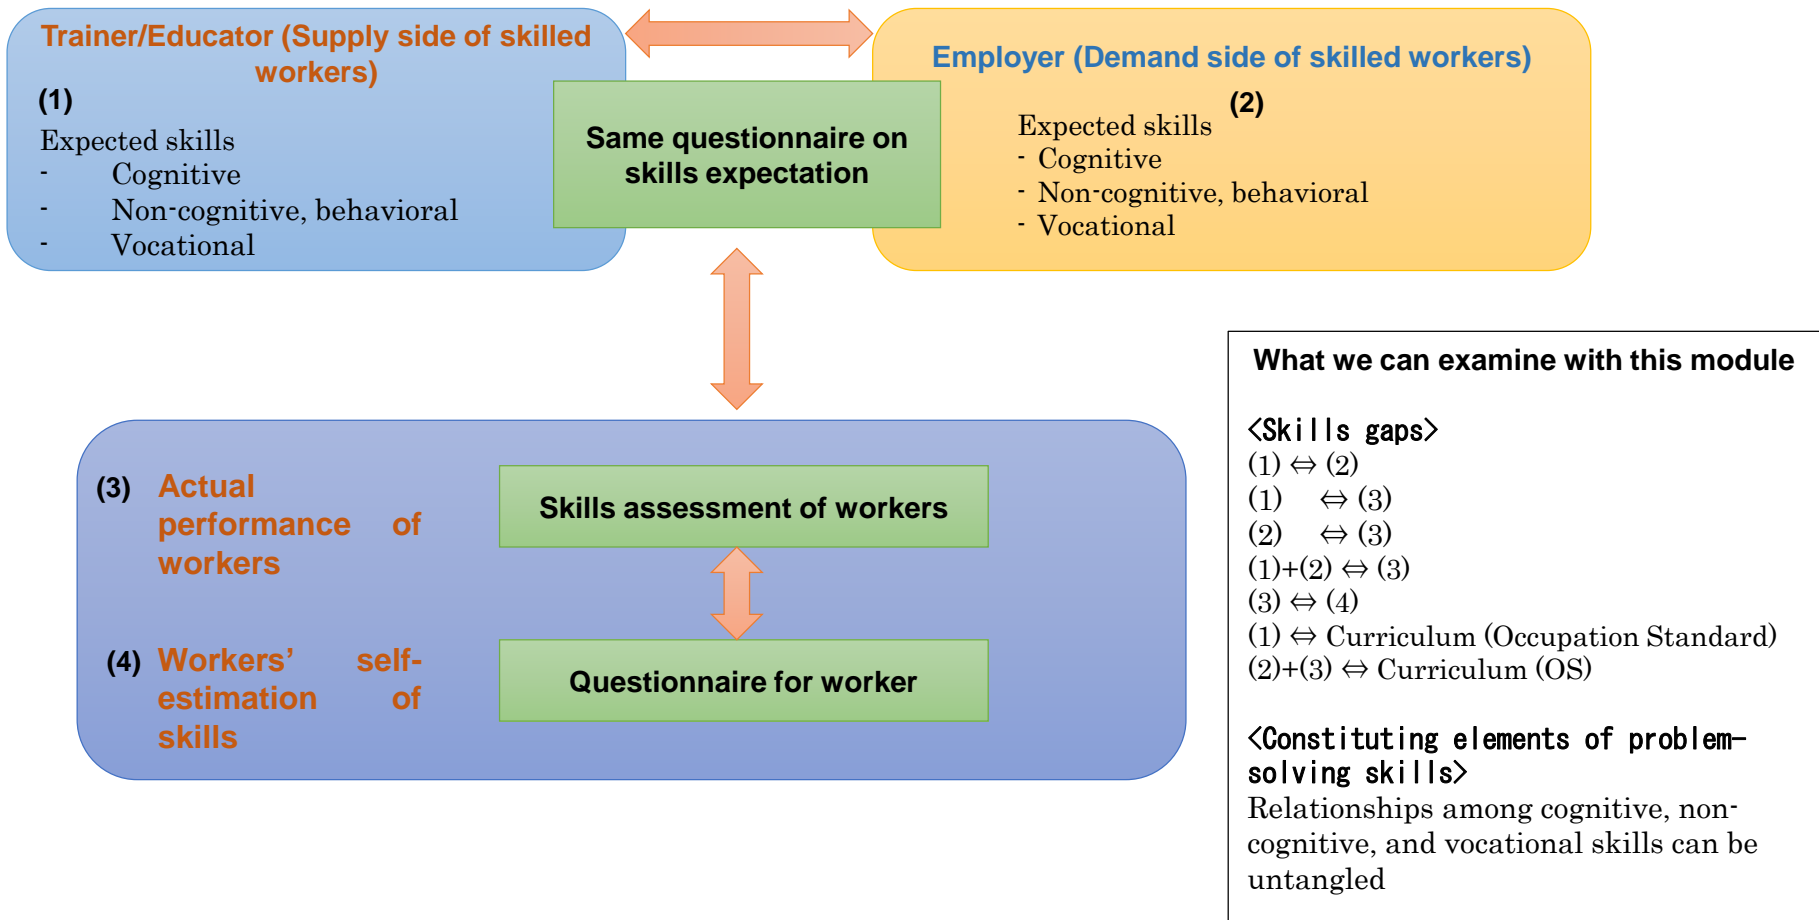 Trainer/Educator (Supply side of skilled
workers)
(1)
Expected skills
- Cognitive
- Non-cognitive, behavioral
- Vocational
Same questionnaire on
skills expectation
Employer (Demand side of skilled workers)
(2)
Expected skills
- Cognitive
- Non-cognitive, behavioral
- Vocational
(3) Actual
performance of
workers
Skills assessment of workers
(4) Workers’ self-
estimation of
skills
Questionnaire for worker
What we can examine with this module
<Skills gaps>
(1) ⇔ (2)
(1) ⇔ (3)
(2) ⇔ (3)
(1)+(2) ⇔ (3)
(3) ⇔ (4)
(1) ⇔ Curriculum (Occupation Standard)
(2)+(3) ⇔ Curriculum (OS)
<Constituting elements of problem-
solving skills>
Relationships among cognitive, non-
cognitive, and vocational skills can be
untangled